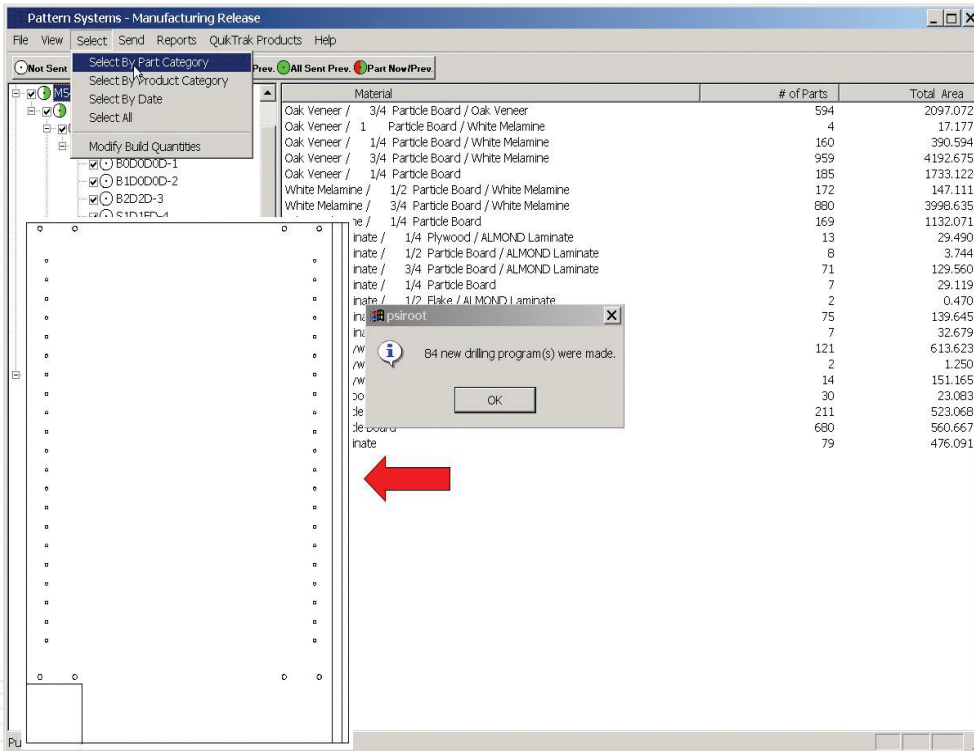 Pattern Systems - Manufacturing Release
File View Select Send Reports QuikTrak Products Help
Not Sent Prev. All Sent Prev. Part Now/Prev.
Select By Part Category
Select By Product Category
Select By Date
Select All
Modify Build Quantities
M5
B0D0D0D-1
B1D0D0D-2
B2D2D-3
S1D1FD-4
Material # of Parts Total Area
Oak Veneer / 3/4 Particle Board / Oak Veneer 594 2097.072
Oak Veneer / 1 Particle Board / White Melamine 4 17.177
Oak Veneer / 1/4 Particle Board / White Melamine 160 390.594
Oak Veneer / 3/4 Particle Board / White Melamine 959 4192.675
Oak Veneer / 1/4 Particle Board 185 1733.122
White Melamine / 1/2 Particle Board / White Melamine 172 147.111
White Melamine / 3/4 Particle Board / White Melamine 880 3998.635
ne / 1/4 Particle Board 169 1132.071
inate / 1/4 Plywood / ALMOND Laminate 13 29.490
inate / 1/2 Particle Board / ALMOND Laminate 8 3.744
inate / 3/4 Particle Board / ALMOND Laminate 71 129.560
inate / 1/4 Particle Board 7 29.119
inate / 1/2 Flake / ALMOND Laminate 2 0.470
75 139.645
7 32.679
121 613.623
2 1.250
14 151.165
30 23.083
211 523.068
cle Board 680 560.667
inate 79 476.091
psiroot
84 new drilling program(s) were made.
OK
Pu